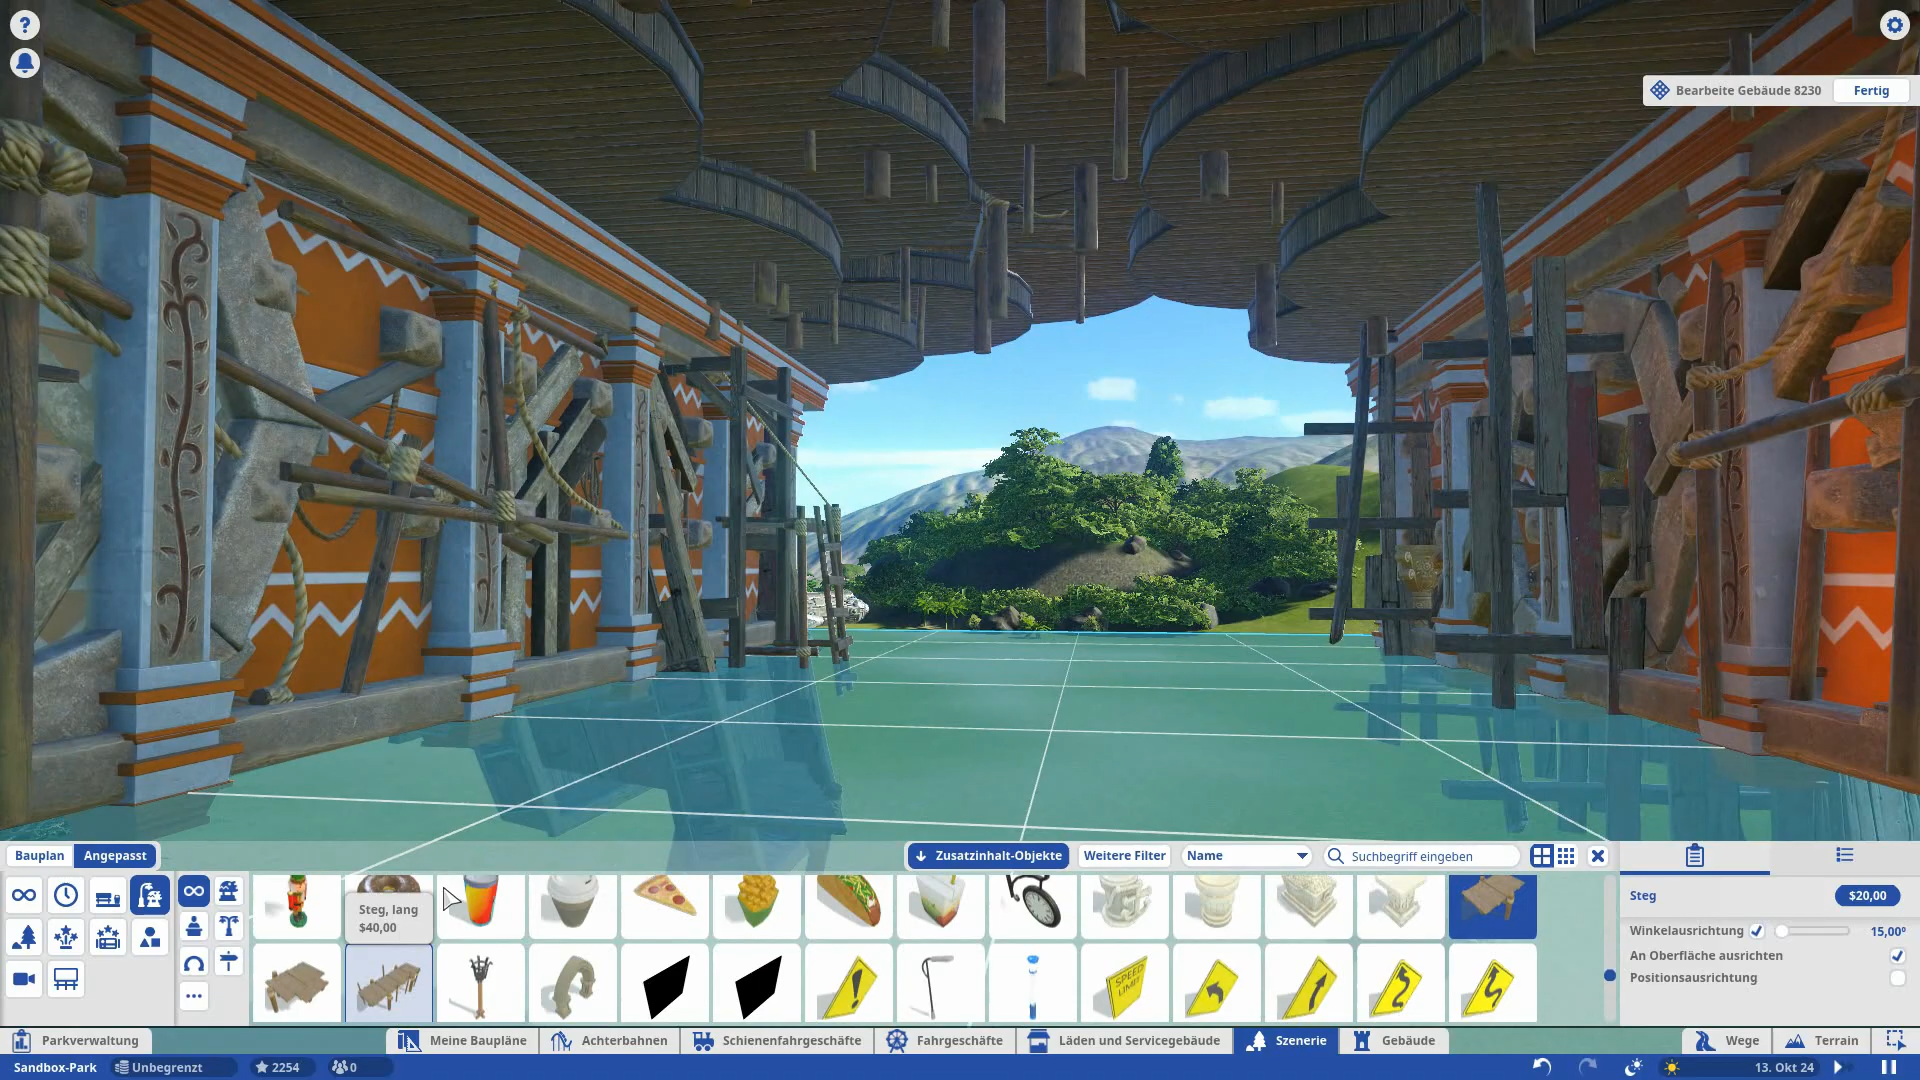 ?
Bearbeite Gebäude 8230
Fertig
Bauplan
Angepasst
Zusatzinhalt-Objekte
Weitere Filter
Name
Suchbegriff eingeben
Steg, lang
$40,00
SPEED LIMIT
Steg
$20,00
Winkelausrichtung
15,00°
An Oberfläche ausrichten
Positionsausrichtung
Parkverwaltung
Meine Baupläne
Achterbahnen
Schienenfahrgeschäfte
Fahrgeschäfte
Läden und Servicegebäude
Szenerie
Gebäude
Wege
Terrain
Sandbox-Park
Unbegrenzt
2254
0
13. Okt 24